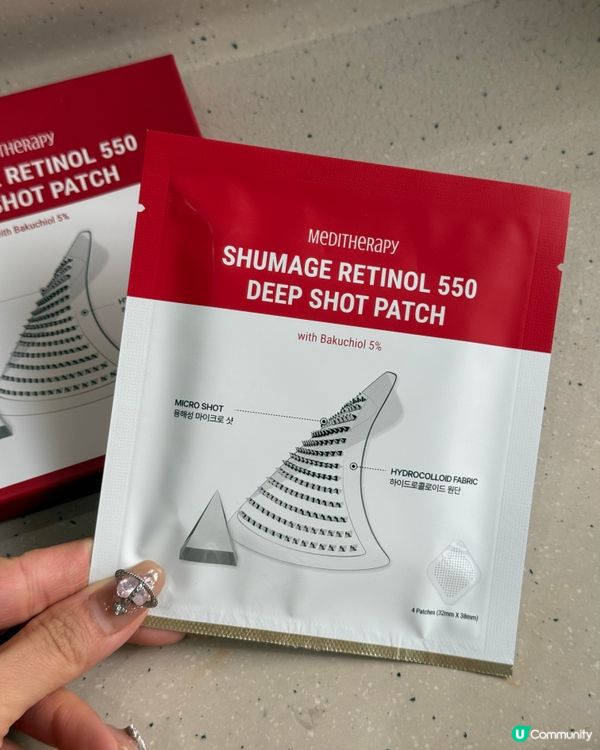 THERAPY
RETINOL 550
SHOT PATCH
with Bakuchiol 5%
MEDITHERAPY
SHUMAGE RETINOL 550
DEEP SHOT PATCH
with Bakuchiol 5%
MICRO SHOT
용해성 마이크로 샷
HYDROCOLLOID FABRIC
하이드로콜로이드 원단
4 Patches (32mm X 38mm)
U Community